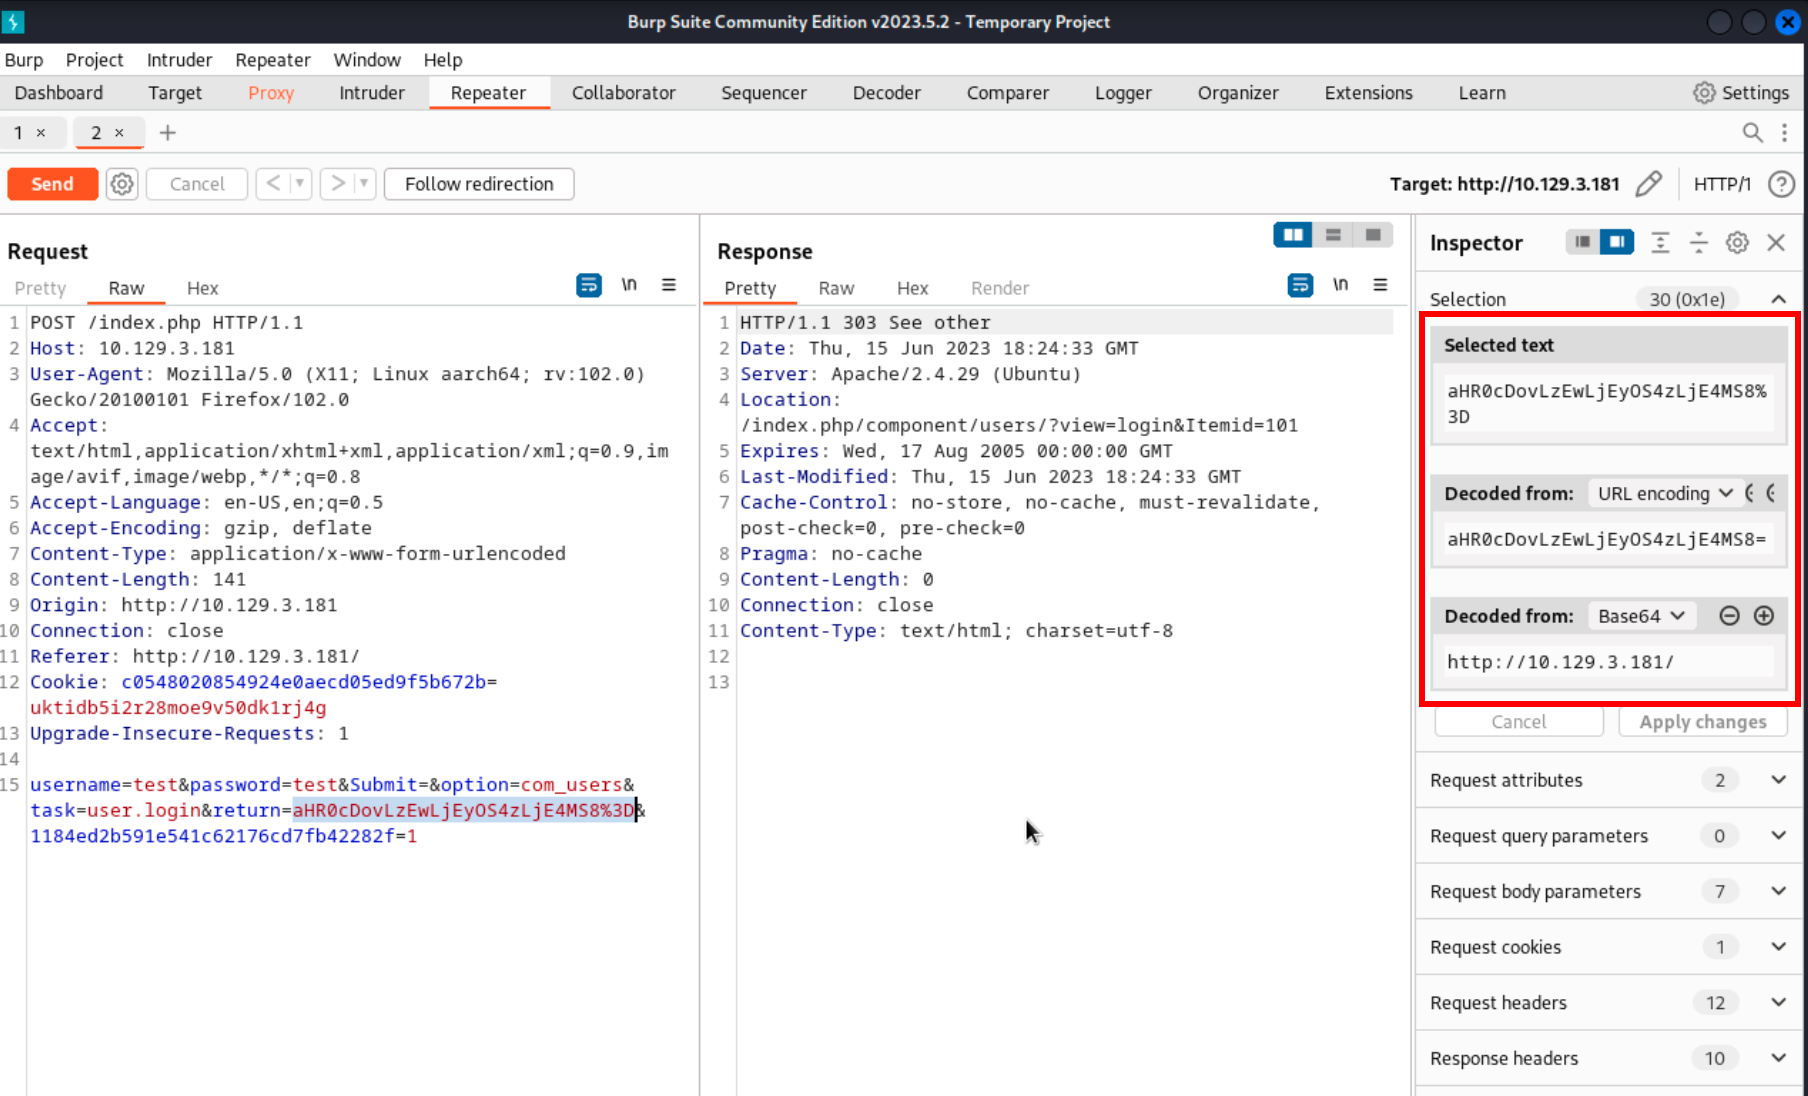 Burp Suite Community Edition v2023.5.2 - Temporary Project
Burp Project Intruder Repeater Window Help
Dashboard Target Proxy Intruder Repeater Collaborator Sequencer Decoder Comparer Logger Organizer Extensions Learn Settings
1 × 2 × +
Send Cancel < > Follow redirection Target: http://10.129.3.181 HTTP/1 ?
Request
Pretty Raw Hex \n
1 POST /index.php HTTP/1.1
2 Host: 10.129.3.181
3 User-Agent: Mozilla/5.0 (X11; Linux aarch64; rv:102.0)
Gecko/20100101 Firefox/102.0
4 Accept:
text/html,application/xhtml+xml,application/xml;q=0.9,im
age/avif,image/webp,*/*;q=0.8
5 Accept-Language: en-US,en;q=0.5
6 Accept-Encoding: gzip, deflate
7 Content-Type: application/x-www-form-urlencoded
8 Content-Length: 141
9 Origin: http://10.129.3.181
10 Connection: close
11 Referer: http://10.129.3.181/
12 Cookie: c0548020854924e0aecd05ed9f5b672b=
uktidb5i2r28moe9v50dk1rj4g
13 Upgrade-Insecure-Requests: 1
14
15 username=test&password=test&Submit=&option=com_users&
task=user.login&return=aHR0cDovLzEwLjEyOS4zLjE4MS8%3D&
1184ed2b591e541c62176cd7fb42282f=1
Response
Pretty Raw Hex Render \n
1 HTTP/1.1 303 See other
2 Date: Thu, 15 Jun 2023 18:24:33 GMT
3 Server: Apache/2.4.29 (Ubuntu)
4 Location:
/index.php/component/users/?view=login&Itemid=101
5 Expires: Wed, 17 Aug 2005 00:00:00 GMT
6 Last-Modified: Thu, 15 Jun 2023 18:24:33 GMT
7 Cache-Control: no-store, no-cache, must-revalidate,
post-check=0, pre-check=0
8 Pragma: no-cache
9 Content-Length: 0
10 Connection: close
11 Content-Type: text/html; charset=utf-8
12
13
Inspector
Selection 30 (0x1e)
Selected text
aHR0cDovLzEwLjEyOS4zLjE4MS8%
3D
Decoded from: URL encoding
aHR0cDovLzEwLjEyOS4zLjE4MS8=
Decoded from: Base64
http://10.129.3.181/
Cancel Apply changes
Request attributes 2
Request query parameters 0
Request body parameters 7
Request cookies 1
Request headers 12
Response headers 10